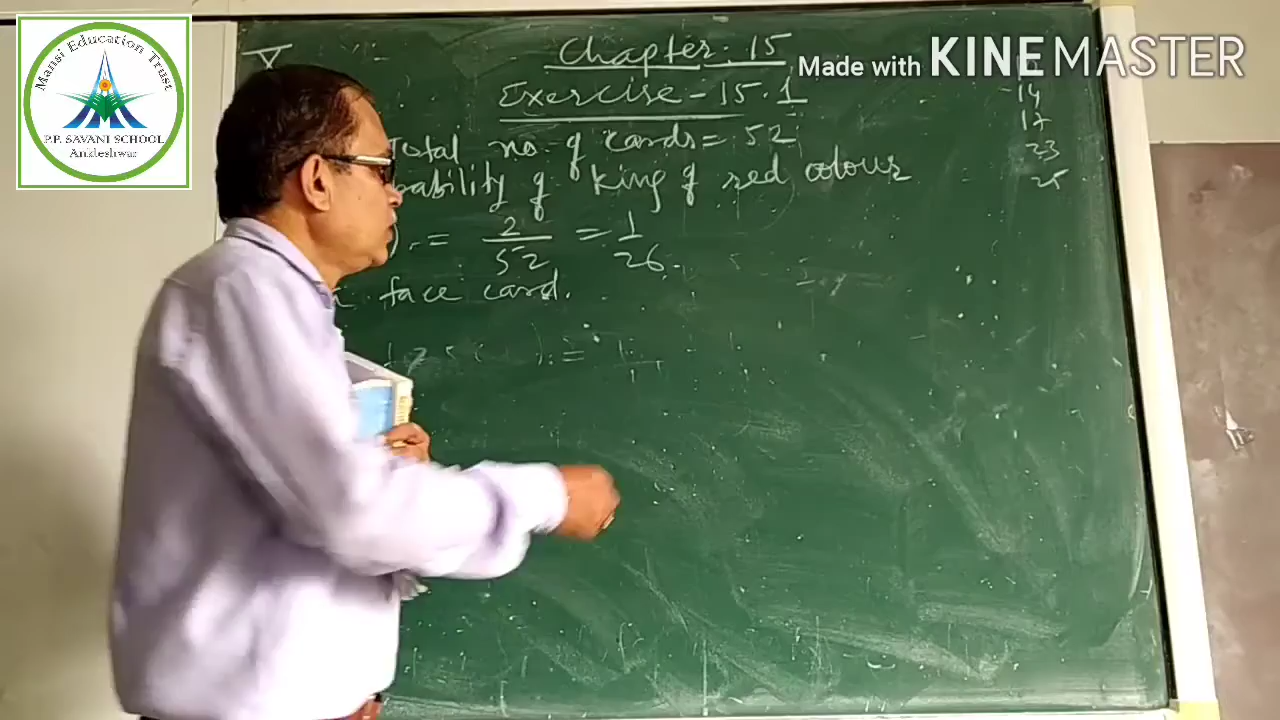 Mansi Education Trust
P.P. SAVANI SCHOOL
Ankleshwar
Made with KINEMASTER
Chapter. 15
Exercise - 15.1
Total no of cards = 52
bability of King of red colour
) = 2/52 = 1/26.
face card.
14
17
23
25